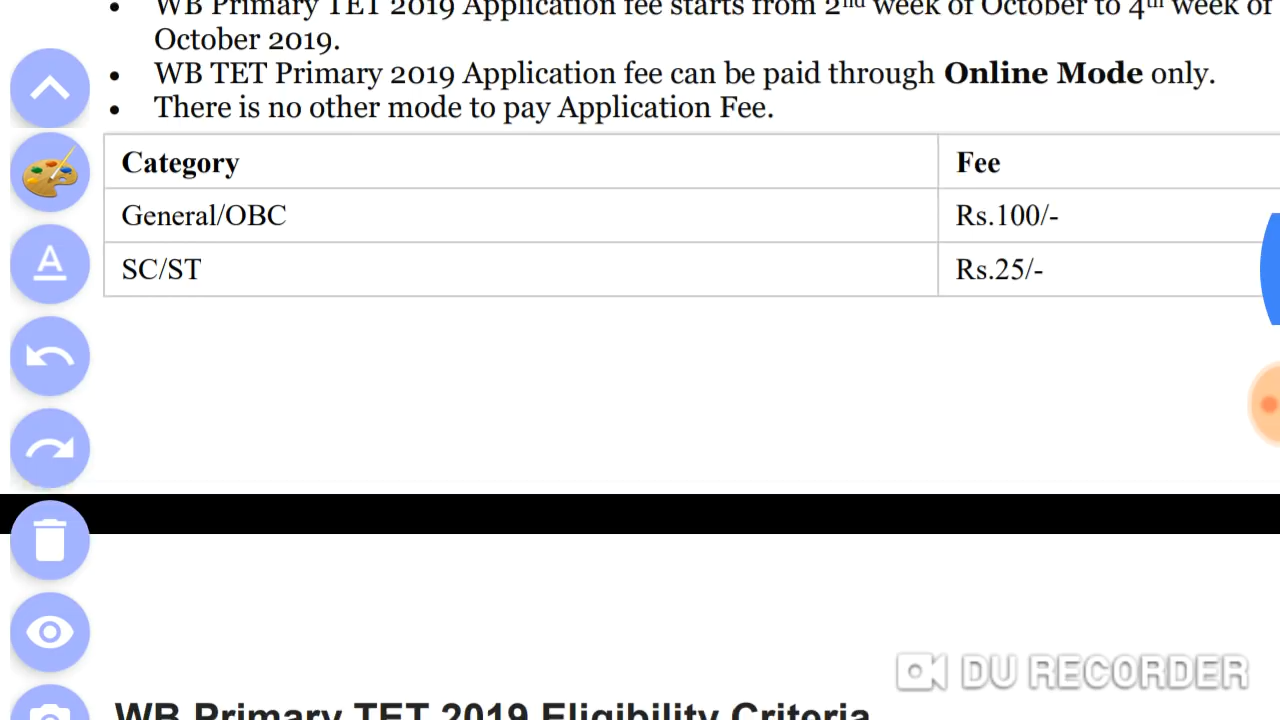 WB Primary TET 2019 Application fee starts from 2nd week of October to 4th week of
October 2019.
WB TET Primary 2019 Application fee can be paid through Online Mode only.
There is no other mode to pay Application Fee.
Category Fee
General/OBC Rs.100/-
SC/ST Rs.25/-
A
DU RECORDER
WB Primary TET 2019 Eligibility Criteria